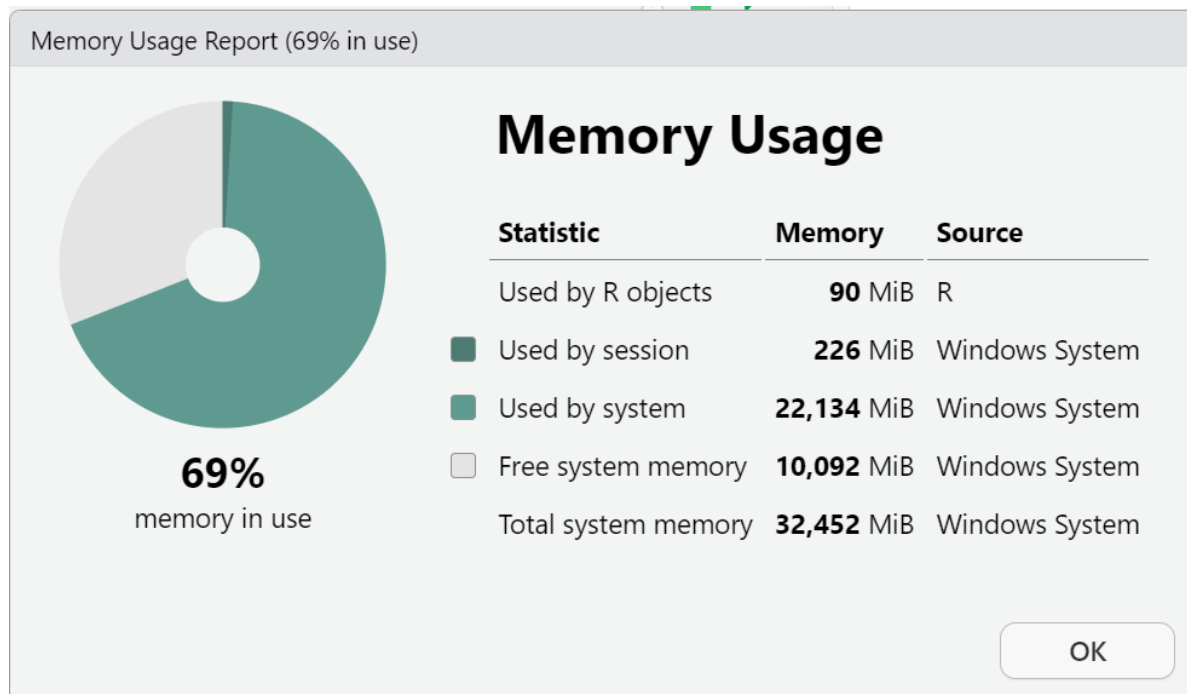 Memory Usage Report (69% in use)
Memory Usage
Statistic Memory Source
Used by R objects 90 MiB R
Used by session 226 MiB Windows System
Used by system 22,134 MiB Windows System
Free system memory 10,092 MiB Windows System
Total system memory 32,452 MiB Windows System
69%
memory in use
OK